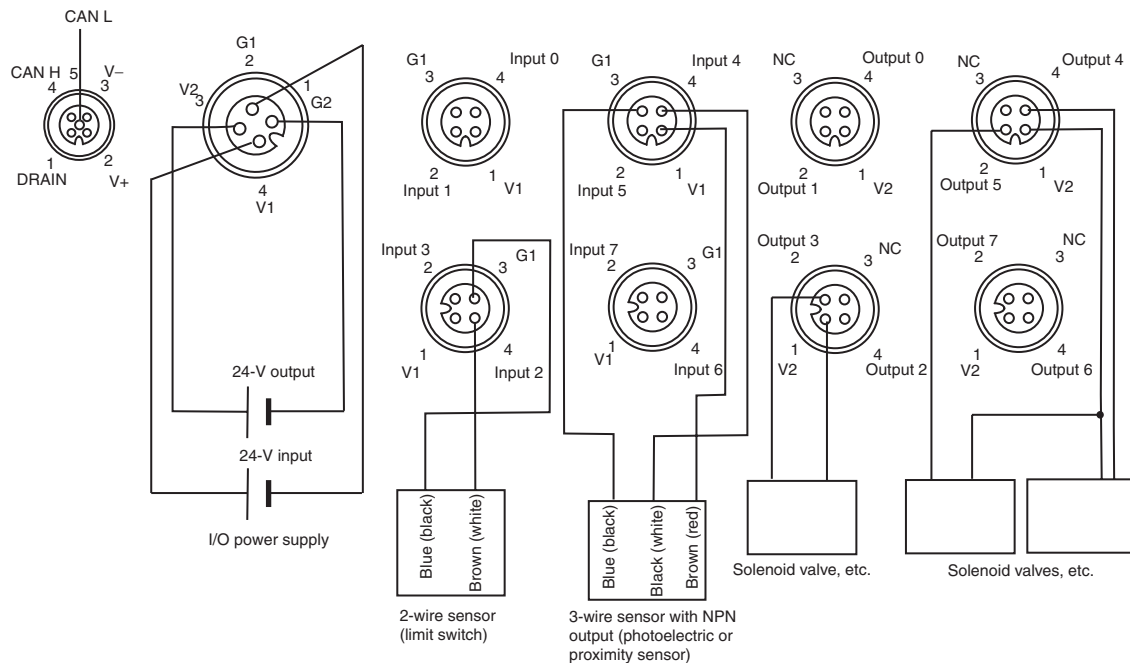 CAN L
CAN H
5
V–
4
3
1
2
DRAIN
V+
G1
2
1
G2
V2
3
4
V1
G1
Input 0
3
4
2
1
Input 1
V1
G1
Input 4
3
4
2
1
Input 5
V1
NC
Output 0
3
4
2
1
Output 1
V2
NC
Output 4
3
4
2
1
Output 5
V2
Input 3
G1
2
3
1
4
V1
Input 2
Input 7
G1
2
3
1
4
V1
Input 6
Output 3
NC
2
3
1
4
V2
Output 2
Output 7
NC
2
3
1
4
V2
Output 6
24-V output
24-V input
I/O power supply
Blue (black)
Brown (white)
2-wire sensor
(limit switch)
Blue (black)
Black (white)
Brown (red)
3-wire sensor with NPN
output (photoelectric or
proximity sensor)
Solenoid valve, etc.
Solenoid valves, etc.